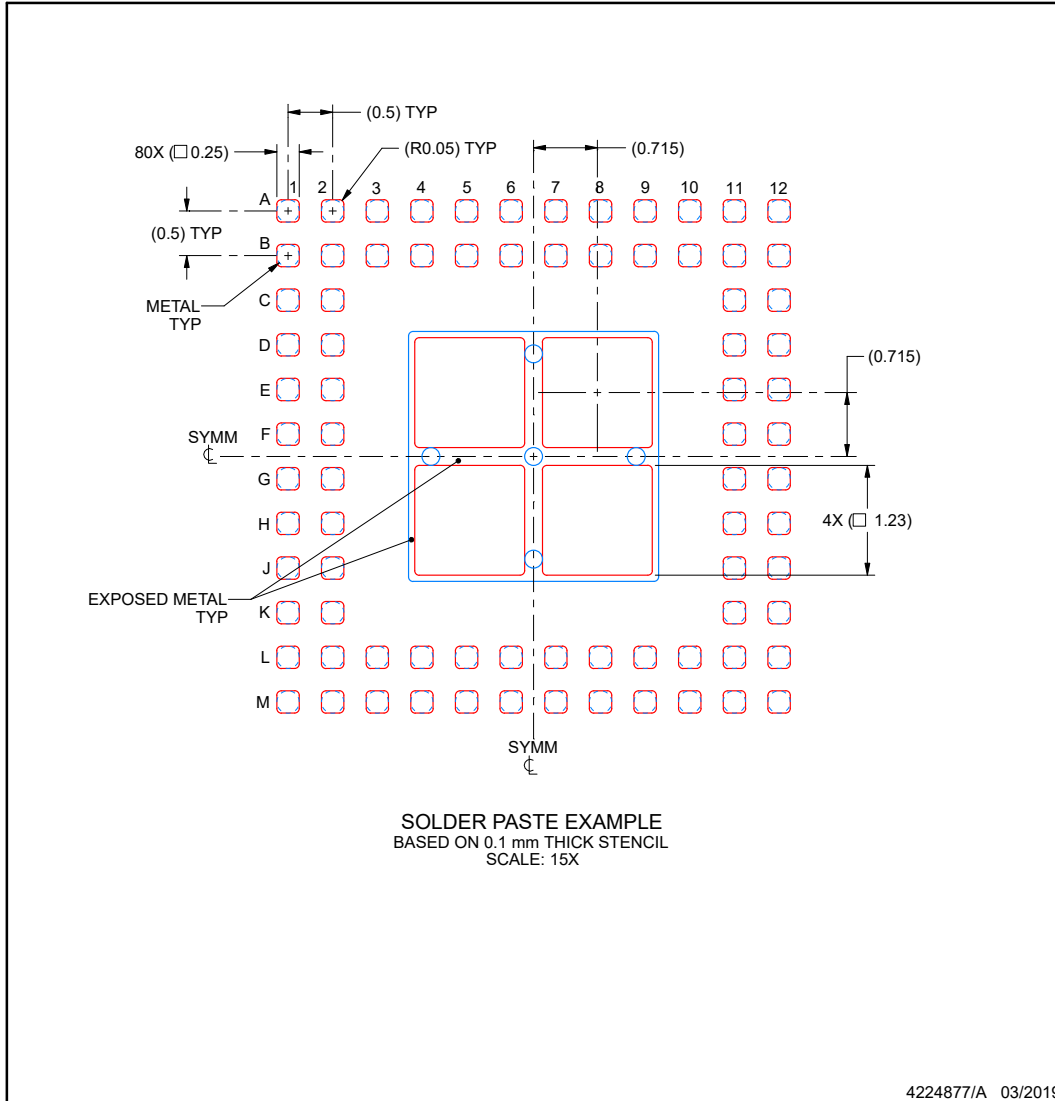 (0.5) TYP
80X (□ 0.25)
(R0.05) TYP
(0.715)
1 2 3 4 5 6 7 8 9 10 11 12
A
(0.5) TYP
B
METAL
TYP
C
D
(0.715)
E
F
SYMM
℄
G
4X (□ 1.23)
H
J
EXPOSED METAL
TYP
K
L
M
SYMM
℄
SOLDER PASTE EXAMPLE
BASED ON 0.1 mm THICK STENCIL
SCALE: 15X
4224877/A 03/2019